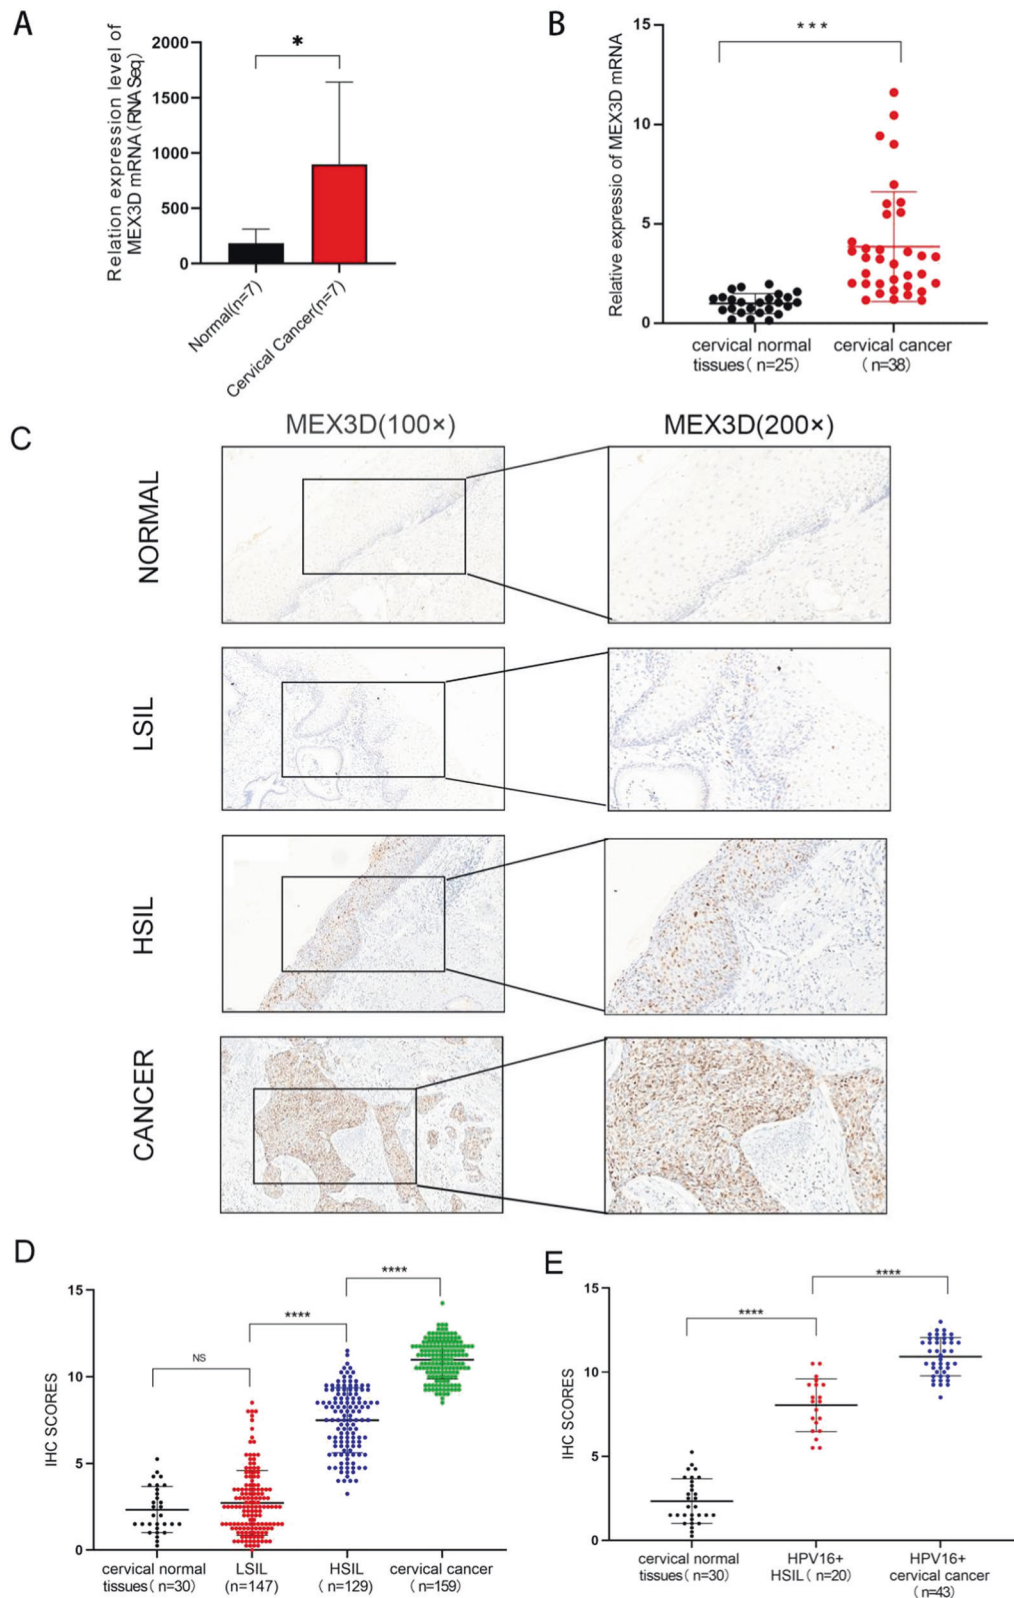 A
Relation expression level of
MEX3D mRNA(RNA Seq)
2000
1500
1000
500
0
*
Normal(n=7)
Cervical Cancer(n=7)
B
Relative expressio of MEX3D mRNA
15
10
5
0
***
cervical normal
tissues( n=25)
cervical cancer
(n=38)
C
MEX3D(100×)
MEX3D(200×)
NORMAL
LSIL
HSIL
CANCER
D
IHC SCORES
15
10
5
0
NS
****
****
cervical normal
tissues( n=30)
LSIL
(n=147)
HSIL
( n=129)
cervical cancer
( n=159)
E
IHC SCORES
15
10
5
0
****
****
cervical normal
tissues( n=30)
HPV16+
HSIL( n=20)
HPV16+
cervical cancer
( n=43)